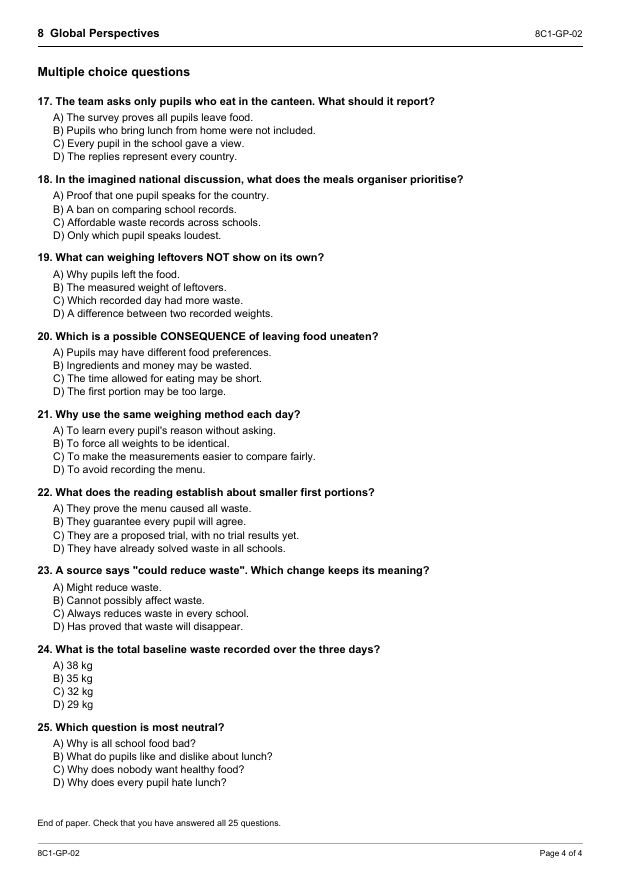 8 Global Perspectives
8C1-GP-02
Multiple choice questions
17. The team asks only pupils who eat in the canteen. What should it report?
A) The survey proves all pupils leave food.
B) Pupils who bring lunch from home were not included.
C) Every pupil in the school gave a view.
D) The replies represent every country.
18. In the imagined national discussion, what does the meals organiser prioritise?
A) Proof that one pupil speaks for the country.
B) A ban on comparing school records.
C) Affordable waste records across schools.
D) Only which pupil speaks loudest.
19. What can weighing leftovers NOT show on its own?
A) Why pupils left the food.
B) The measured weight of leftovers.
C) Which recorded day had more waste.
D) A difference between two recorded weights.
20. Which is a possible CONSEQUENCE of leaving food uneaten?
A) Pupils may have different food preferences.
B) Ingredients and money may be wasted.
C) The time allowed for eating may be short.
D) The first portion may be too large.
21. Why use the same weighing method each day?
A) To learn every pupil's reason without asking.
B) To force all weights to be identical.
C) To make the measurements easier to compare fairly.
D) To avoid recording the menu.
22. What does the reading establish about smaller first portions?
A) They prove the menu caused all waste.
B) They guarantee every pupil will agree.
C) They are a proposed trial, with no trial results yet.
D) They have already solved waste in all schools.
23. A source says "could reduce waste". Which change keeps its meaning?
A) Might reduce waste.
B) Cannot possibly affect waste.
C) Always reduces waste in every school.
D) Has proved that waste will disappear.
24. What is the total baseline waste recorded over the three days?
A) 38 kg
B) 35 kg
C) 32 kg
D) 29 kg
25. Which question is most neutral?
A) Why is all school food bad?
B) What do pupils like and dislike about lunch?
C) Why does nobody want healthy food?
D) Why does every pupil hate lunch?
End of paper. Check that you have answered all 25 questions.
8C1-GP-02
Page 4 of 4